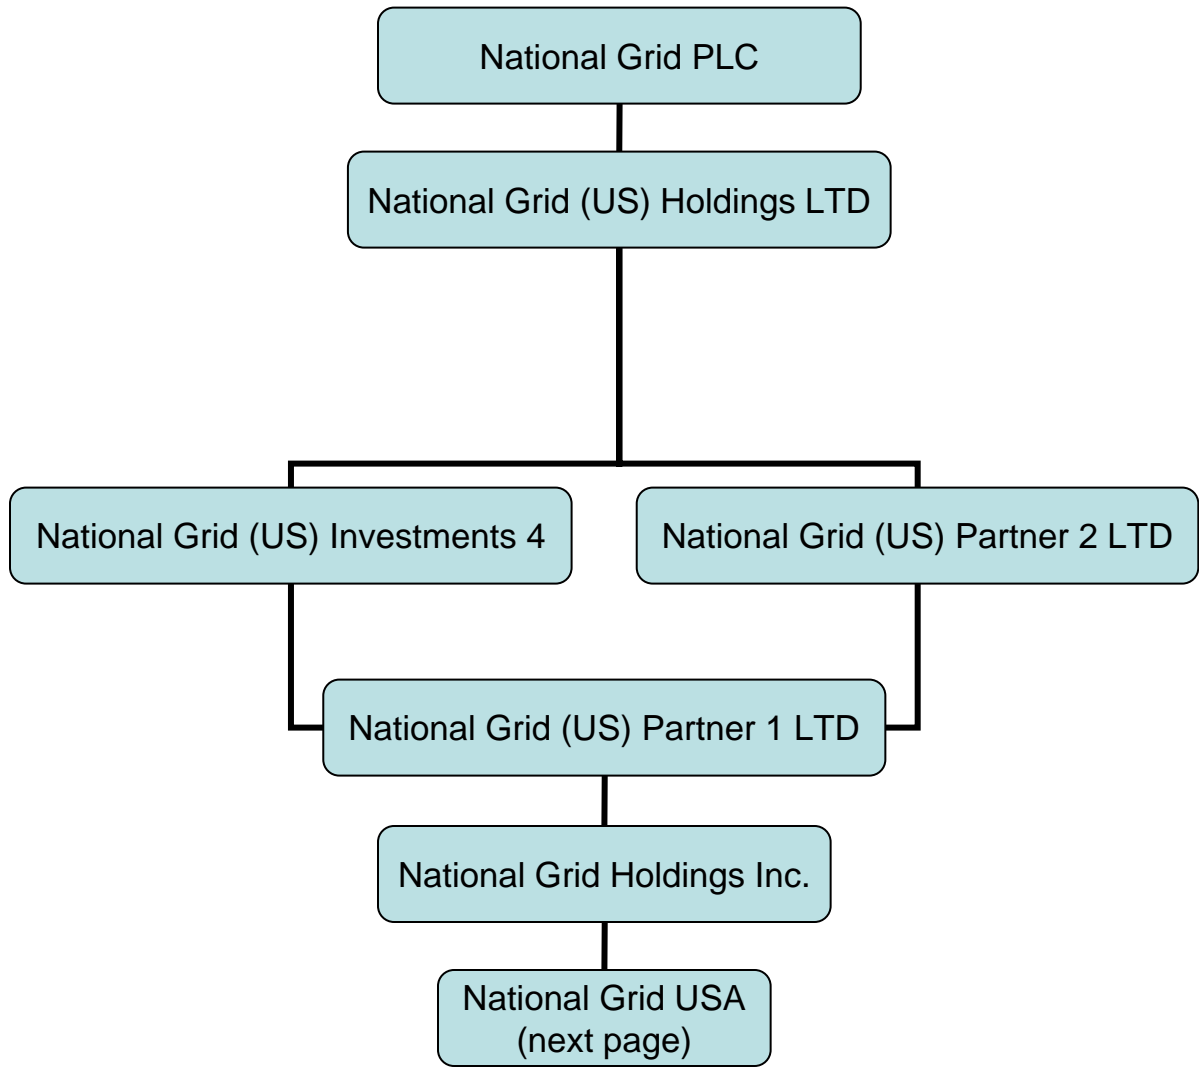 National Grid PLC
National Grid (US) Holdings LTD
National Grid (US) Investments 4
National Grid (US) Partner 2 LTD
National Grid (US) Partner 1 LTD
National Grid Holdings Inc.
National Grid USA
(next page)